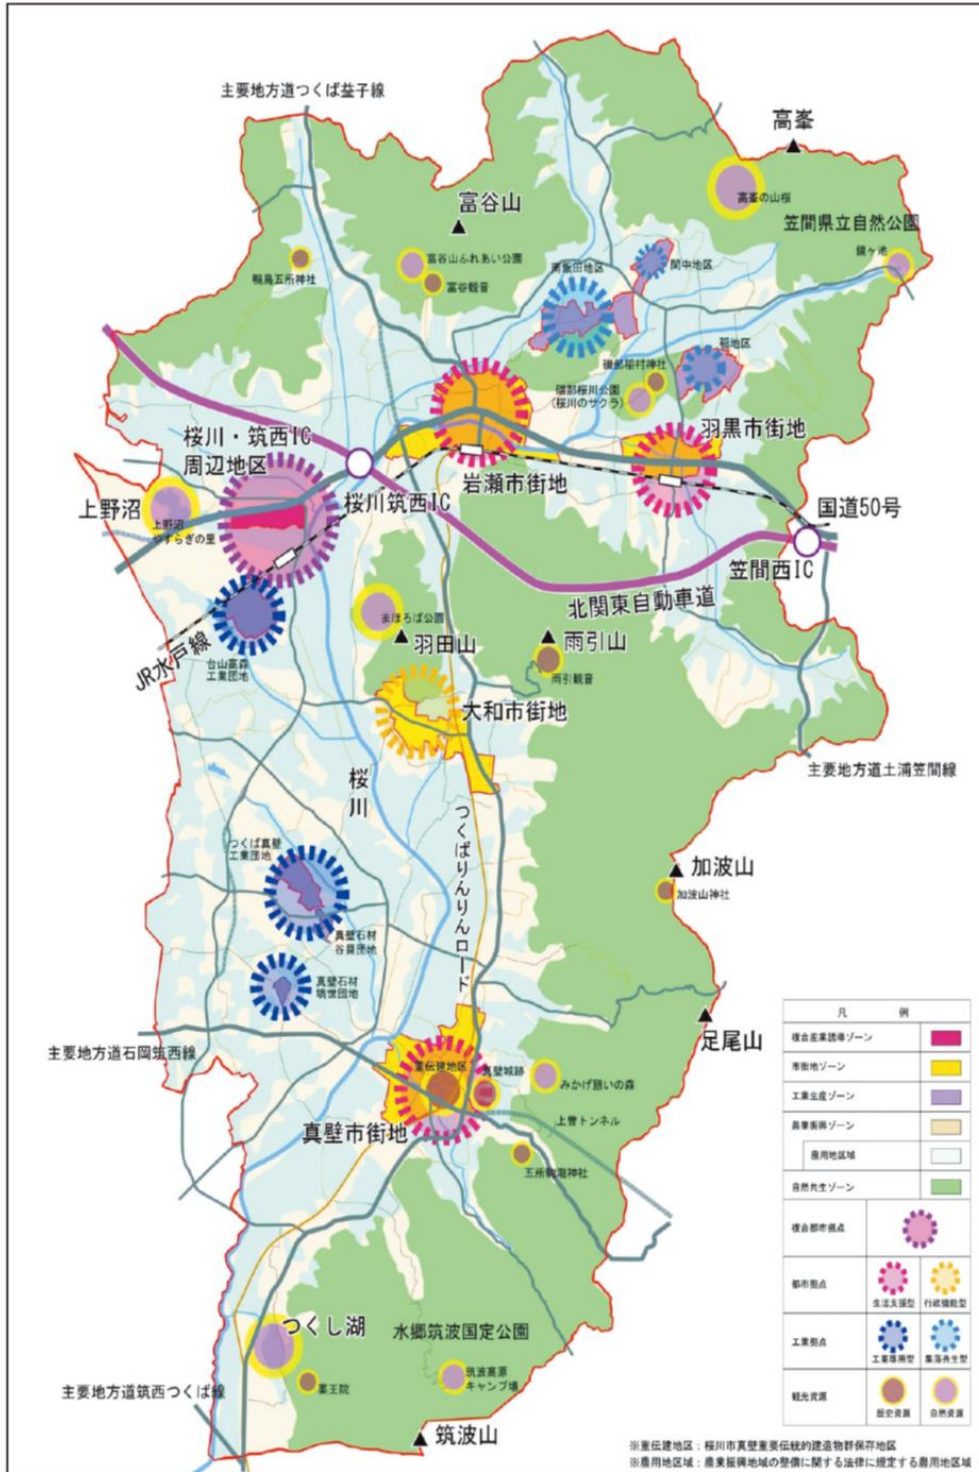 主要地方道つくば益子線
高峯
高峯の山桜
富谷山
笠間県立自然公園
鏡ヶ池
富谷山ふれあい公園
富谷観音
鴨鳥五所神社
南飯田地区
間中地区
稲地区
磯部稲村神社
磯部桜川公園
(桜川のサクラ)
羽黒市街地
桜川・筑西IC
周辺地区
岩瀬市街地
桜川筑西IC
上野沼
上野沼
やすらぎの里
国道50号
笠間西IC
北関東自動車道
まほろば公園
羽田山
雨引山
雨引観音
JR水戸線
台山高森
工業団地
大和市街地
主要地方道土浦笠間線
桜川
つくばりんりんロード
つくば真壁
工業団地
加波山
加波山神社
真壁石材
谷貝団地
真壁石材
塙世団地
足尾山
主要地方道石岡筑西線
重伝建地区
真壁城跡
みかげ憩いの森
上曽トンネル
真壁市街地
五所駒瀧神社
つくし湖
水郷筑波国定公園
薬王院
筑波高原
キャンプ場
主要地方道筑西つくば線
筑波山
凡 例
複合産業誘導ゾーン
市街地ゾーン
工業生産ゾーン
農業振興ゾーン
農用地区域
自然共生ゾーン
複合都市拠点
都市拠点
生活支援型
行政機能型
工業拠点
工業専用型
集落共生型
観光資源
歴史資源
自然資源
※重伝建地区：桜川市真壁重要伝統的建造物群保存地区
※農用地区域：農業振興地域の整備に関する法律に規定する農用地区域